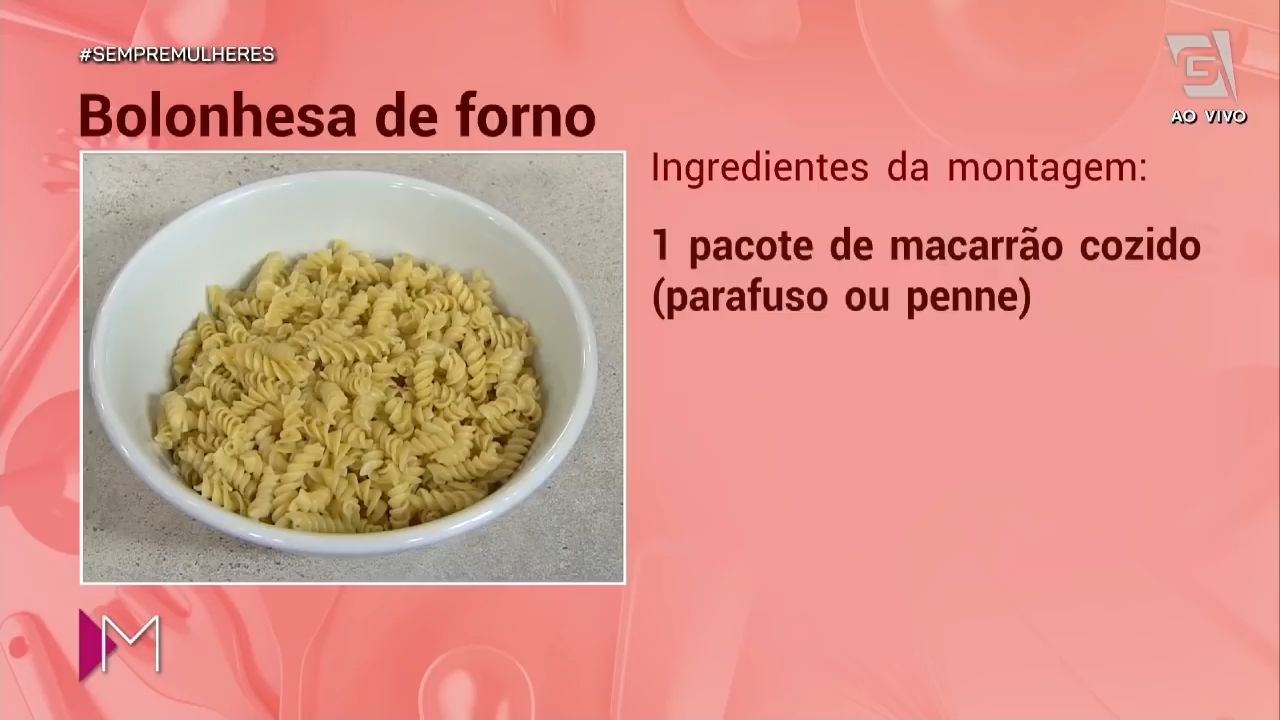 #SEMPREMULHERES
Bolonhesa de forno
Ingredientes da montagem:
1 pacote de macarrão cozido
(parafuso ou penne)
G
AO VIVO
M